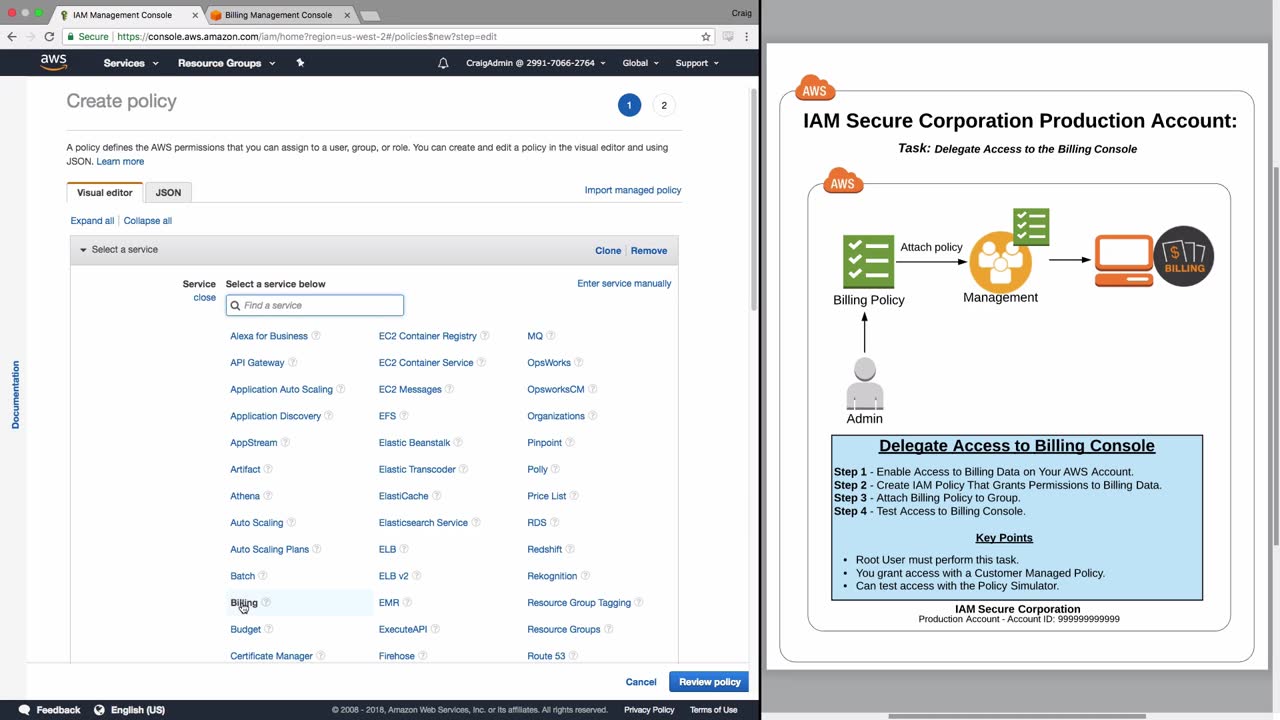 IAM Management Console
Billing Management Console
Craig
Secure
https://console.aws.amazon.com/iam/home?region=us-west-2#/policies$new?step=edit
aws
Services
Resource Groups
CraigAdmin @ 2991-7066-2764
Global
Support
Create policy
1
2
A policy defines the AWS permissions that you can assign to a user, group, or role. You can create and edit a policy in the visual editor and using
JSON. Learn more
Visual editor
JSON
Import managed policy
Expand all
Collapse all
Select a service
Clone
Remove
Service
close
Select a service below
Enter service manually
Find a service
Alexa for Business
EC2 Container Registry
MQ
API Gateway
EC2 Container Service
OpsWorks
Application Auto Scaling
EC2 Messages
OpsworksCM
Application Discovery
EFS
Organizations
AppStream
Elastic Beanstalk
Pinpoint
Artifact
Elastic Transcoder
Polly
Athena
ElastiCache
Price List
Auto Scaling
Elasticsearch Service
RDS
Auto Scaling Plans
ELB
Redshift
Batch
ELB v2
Rekognition
Billing
EMR
Resource Group Tagging
Budget
ExecuteAPI
Resource Groups
Certificate Manager
Firehose
Route 53
Documentation
Cancel
Review policy
Feedback
English (US)
© 2008 - 2018, Amazon Web Services, Inc. or its affiliates. All rights reserved.
Privacy Policy
Terms of Use
AWS
IAM Secure Corporation Production Account:
Task: Delegate Access to the Billing Console
AWS
Attach policy
BILLING
Billing Policy
Management
Admin
Delegate Access to Billing Console
Step 1 - Enable Access to Billing Data on Your AWS Account.
Step 2 - Create IAM Policy That Grants Permissions to Billing Data.
Step 3 - Attach Billing Policy to Group.
Step 4 - Test Access to Billing Console.
Key Points
• Root User must perform this task.
• You grant access with a Customer Managed Policy.
• Can test access with the Policy Simulator.
IAM Secure Corporation
Production Account - Account ID: 999999999999